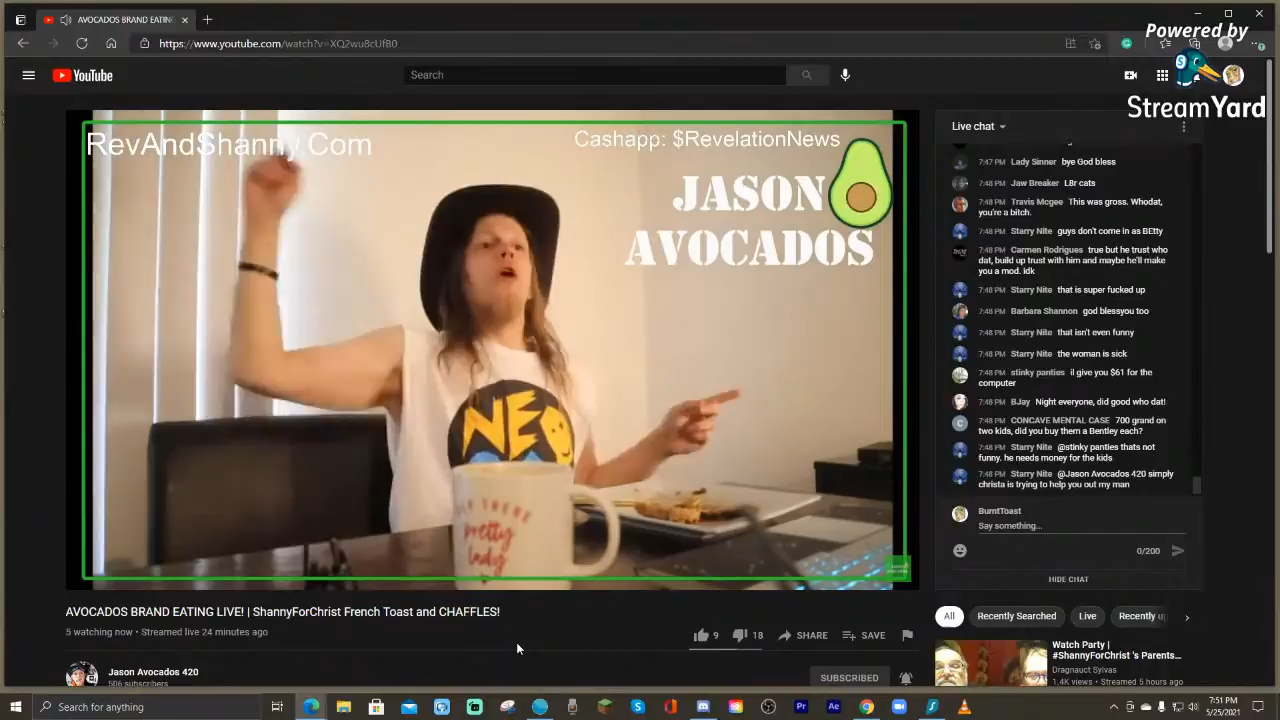 AVOCADOS BRAND EATING
Powered by
https://www.youtube.com/watch?v=XQ2wu8cUfB0
YouTube
Search
StreamYard
RevAndShanny.Com
Cashapp: $RevelationNews
JASON
AVOCADOS
NEO
pretty
lady
Live chat
7:47 PM Lady Sinner bye God bless
7:48 PM Jaw Breaker L8r cats
7:48 PM Travis Mcgee This was gross. Whodat,
you're a bitch.
7:48 PM Starry Nite guys don't come in as BEtty
7:48 PM Carmen Rodrigues true but he trust who
dat, build up trust with him and maybe he'll make
you a mod. idk
7:48 PM Starry Nite that is super fucked up
7:48 PM Barbara Shannon god blessyou too
7:48 PM Starry Nite that isn't even funny
7:48 PM Starry Nite the woman is sick
7:48 PM stinky panties il give you $61 for the
computer
7:48 PM BJay Night everyone, did good who dat!
7:48 PM CONCAVE MENTAL CASE 700 grand on
two kids, did you buy them a Bentley each?
7:48 PM Starry Nite @stinky panties thats not
funny. he needs money for the kids
7:48 PM Starry Nite @Jason Avocados 420 simply
christa is trying to help you out my man
BurntToast
Say something...
0/200
HIDE CHAT
AVOCADOS BRAND EATING LIVE! | ShannyForChrist French Toast and CHAFFLES!
5 watching now • Streamed live 24 minutes ago
9 18 SHARE SAVE
Jason Avocados 420
506 subscribers
SUBSCRIBED
All Recently Searched Live Recently u
Watch Party |
#ShannyForChrist 's Parents...
Dragnauct Sylvas
1.4K views • Streamed 5 hours ago
Search for anything
7:51 PM
5/25/2021